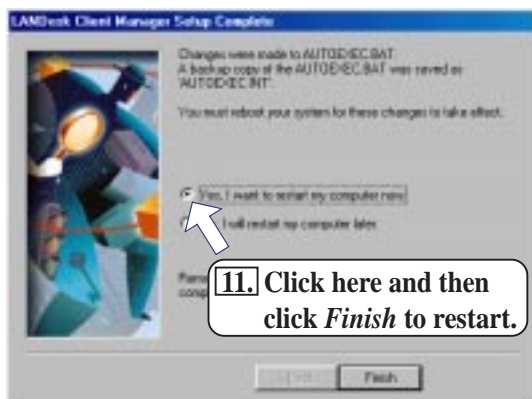 LANDesk Client Manager Setup Complete
Changes were made to AUTOEXEC.BAT.
A backup copy of the AUTOEXEC.BAT was saved as
'AUTOEXEC.INT'.
You must reboot your system for these changes to take effect.
Yes, I want to restart my computer now.
I will restart my computer later.
11. Click here and then
click Finish to restart.
Finish